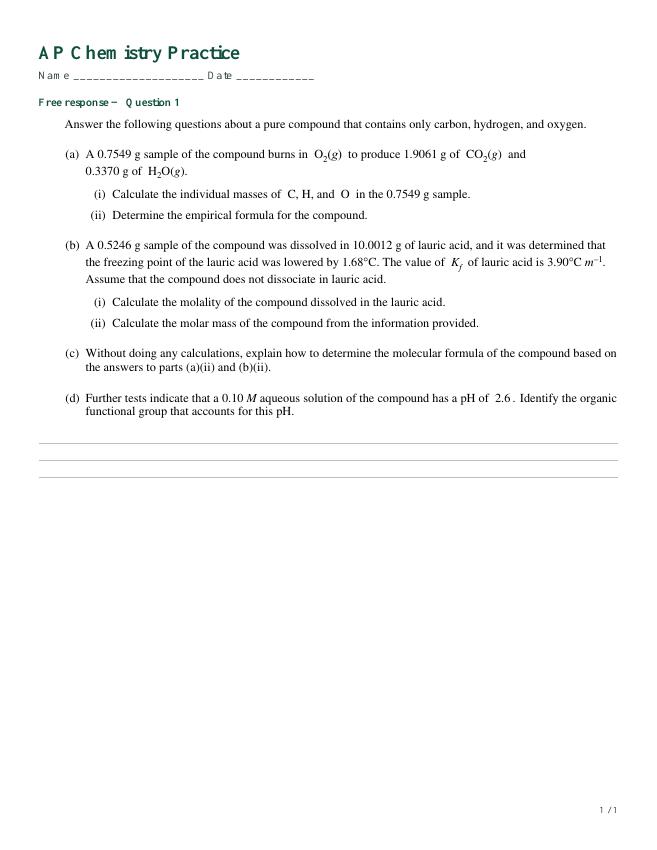 AP Chemistry Practice
Name ____________________ Date ____________
Free response – Question 1
Answer the following questions about a pure compound that contains only carbon, hydrogen, and oxygen.
(a) A 0.7549 g sample of the compound burns in O₂(g) to produce 1.9061 g of CO₂(g) and
0.3370 g of H₂O(g).
(i) Calculate the individual masses of C, H, and O in the 0.7549 g sample.
(ii) Determine the empirical formula for the compound.
(b) A 0.5246 g sample of the compound was dissolved in 10.0012 g of lauric acid, and it was determined that
the freezing point of the lauric acid was lowered by 1.68°C. The value of K_f of lauric acid is 3.90°C m⁻¹.
Assume that the compound does not dissociate in lauric acid.
(i) Calculate the molality of the compound dissolved in the lauric acid.
(ii) Calculate the molar mass of the compound from the information provided.
(c) Without doing any calculations, explain how to determine the molecular formula of the compound based on
the answers to parts (a)(ii) and (b)(ii).
(d) Further tests indicate that a 0.10 M aqueous solution of the compound has a pH of 2.6 . Identify the organic
functional group that accounts for this pH.
1 / 1